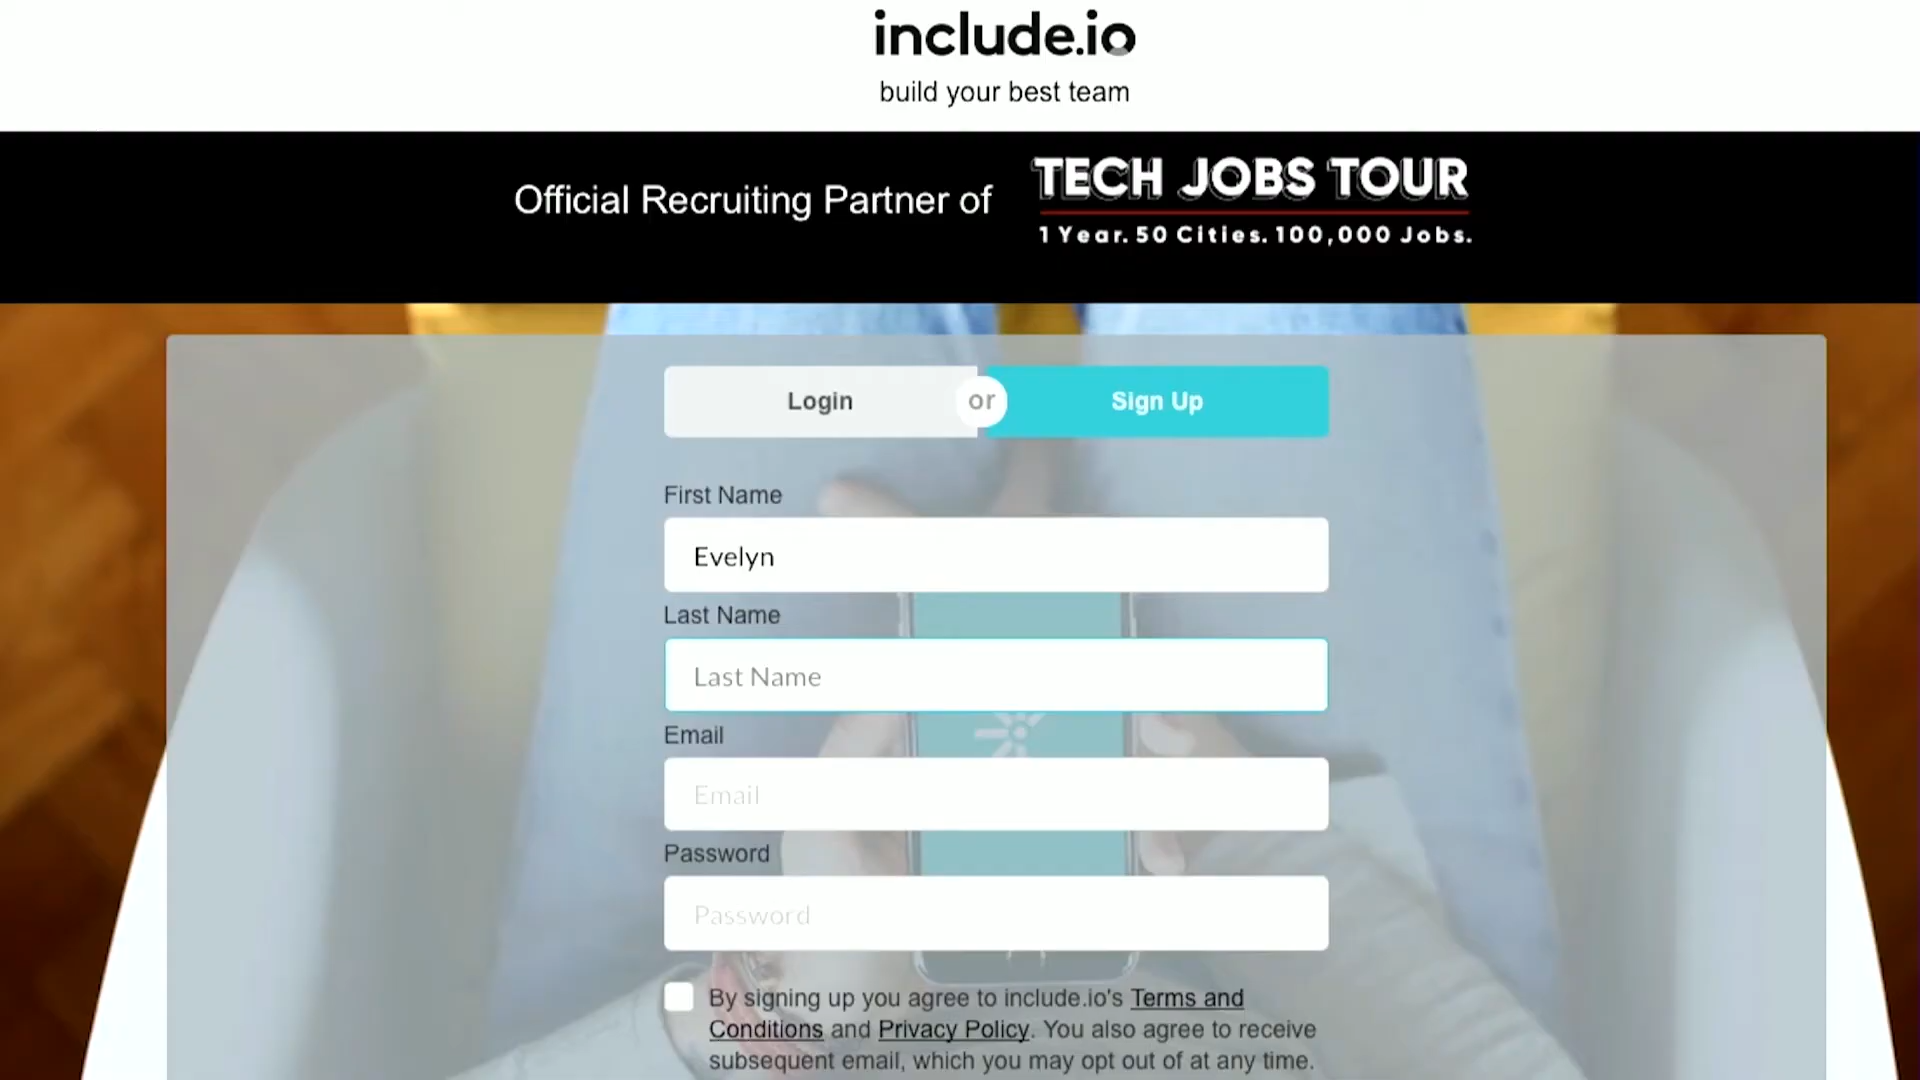 include.io
build your best team
Official Recruiting Partner of
TECH JOBS TOUR
1 Year. 50 Cities. 100,000 Jobs.
Login or Sign Up
First Name
Evelyn
Last Name
Last Name
Email
Email
Password
Password
By signing up you agree to include.io's Terms and
Conditions and Privacy Policy. You also agree to receive
subsequent email, which you may opt out of at any time.